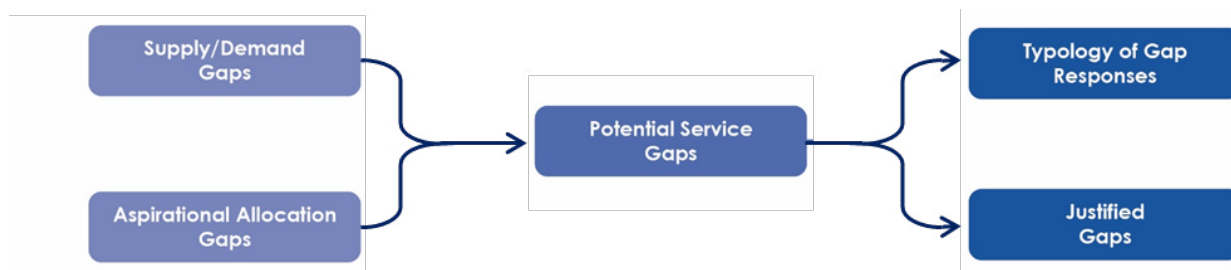 Supply/Demand
Gaps
Aspirational Allocation
Gaps
Potential Service
Gaps
Typology of Gap
Responses
Justified
Gaps